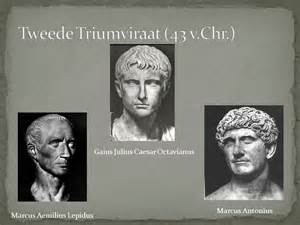 Tweede Triumviraat (43 v.Chr.)
Gaius Julius Caesar Octavianus
Marcus Aemilius Lepidus
Marcus Antonius